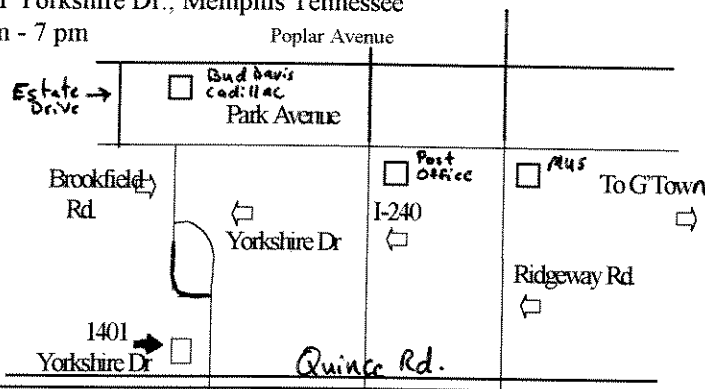 Yorkshire Dr., Memphis Tennessee
- 7 pm
Poplar Avenue
Estate Drive
Bud Davis
Cadillac
Park Avenue
Brookfield
Rd.
Yorkshire Dr
Post
Office
I-240
MUS
To G'Town
Ridgeway Rd.
1401
Yorkshire Dr
Quince Rd.